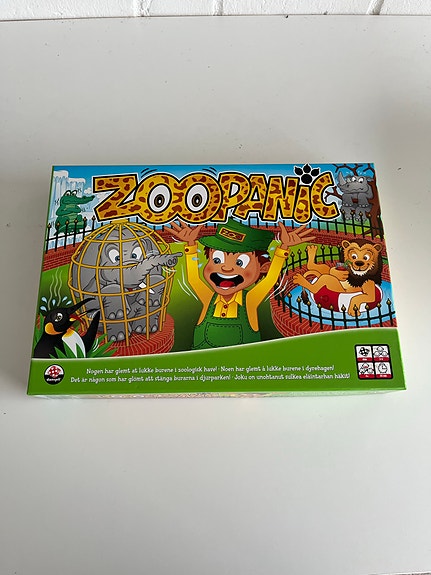 ZOOPANIC
ZOO
Nogen har glemt at lukke burene i zoologisk have! · Noen har glemt å lukke burene i dyrehagen!
Det är någon som har glömt att stänga burarna i djurparken! · Joku on unohtanut sulkea eläintarhan häkit!